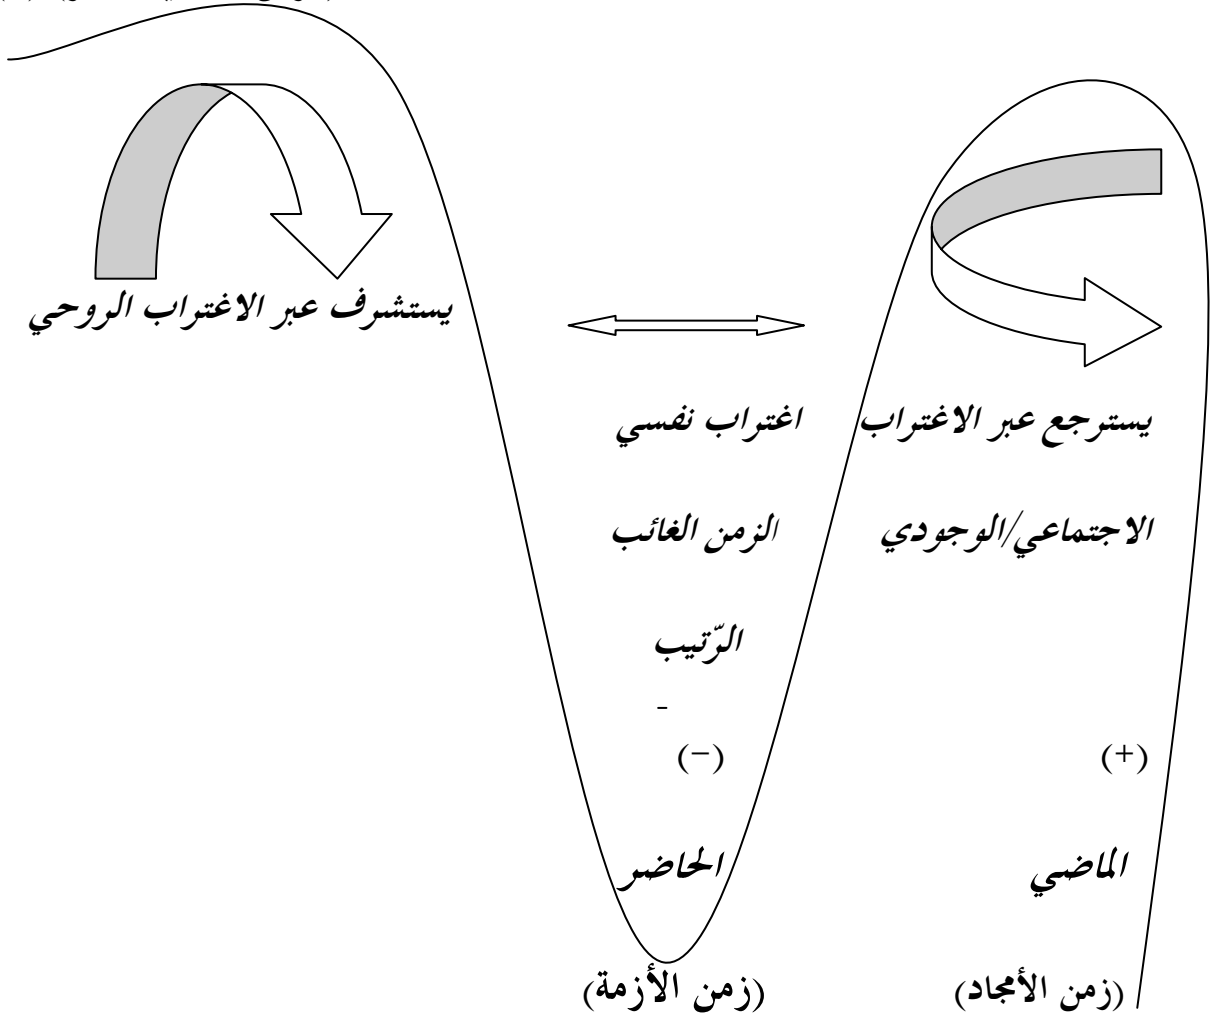 يستشرف عبر الاغتراب الروحي
يسترجع عبر الاغتراب
اغتراب نفسي
الاجتماعي/الوجودي
الزمن الغائب
الرّتيب
-
(+)
(−)
الماضي
الحاضر
(زمن الأمجاد)
(زمن الأزمة)